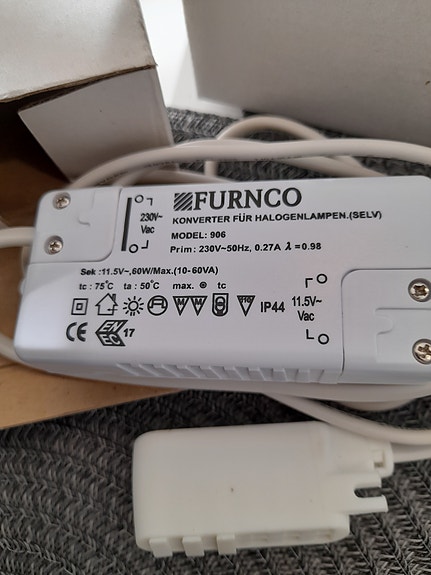 FURNCO
KONVERTER FÜR HALOGENLAMPEN.(SELV)
MODEL: 906
Prim: 230V~50Hz, 0.27A λ=0.98
230V~
Vac
Sek :11.5V~,60W/Max.(10-60VA)
tc : 75°C ta : 50°C max. tc
M M 110 IP44
11.5V~
Vac
CE 17